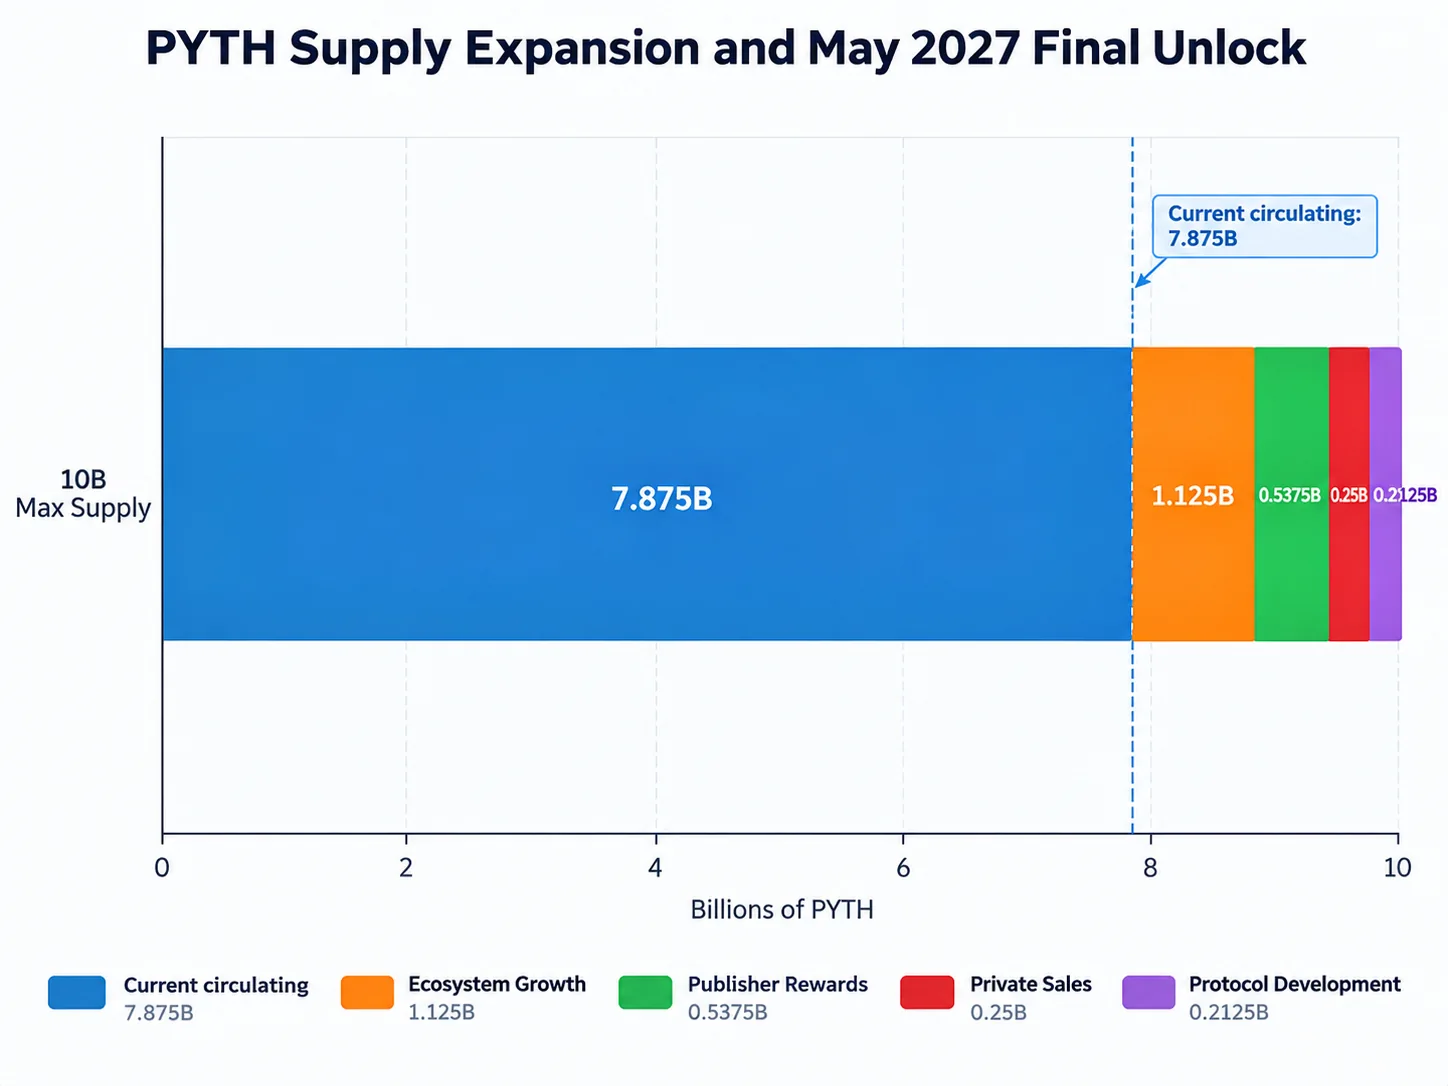 PYTH Supply Expansion and May 2027 Final Unlock
Current circulating:
7.875B
10B
Max Supply
7.875B
1.125B
0.5375B
0.25B
0.2125B
0
2
4
6
8
10
Billions of PYTH
Current circulating
7.875B
Ecosystem Growth
1.125B
Publisher Rewards
0.5375B
Private Sales
0.25B
Protocol Development
0.2125B